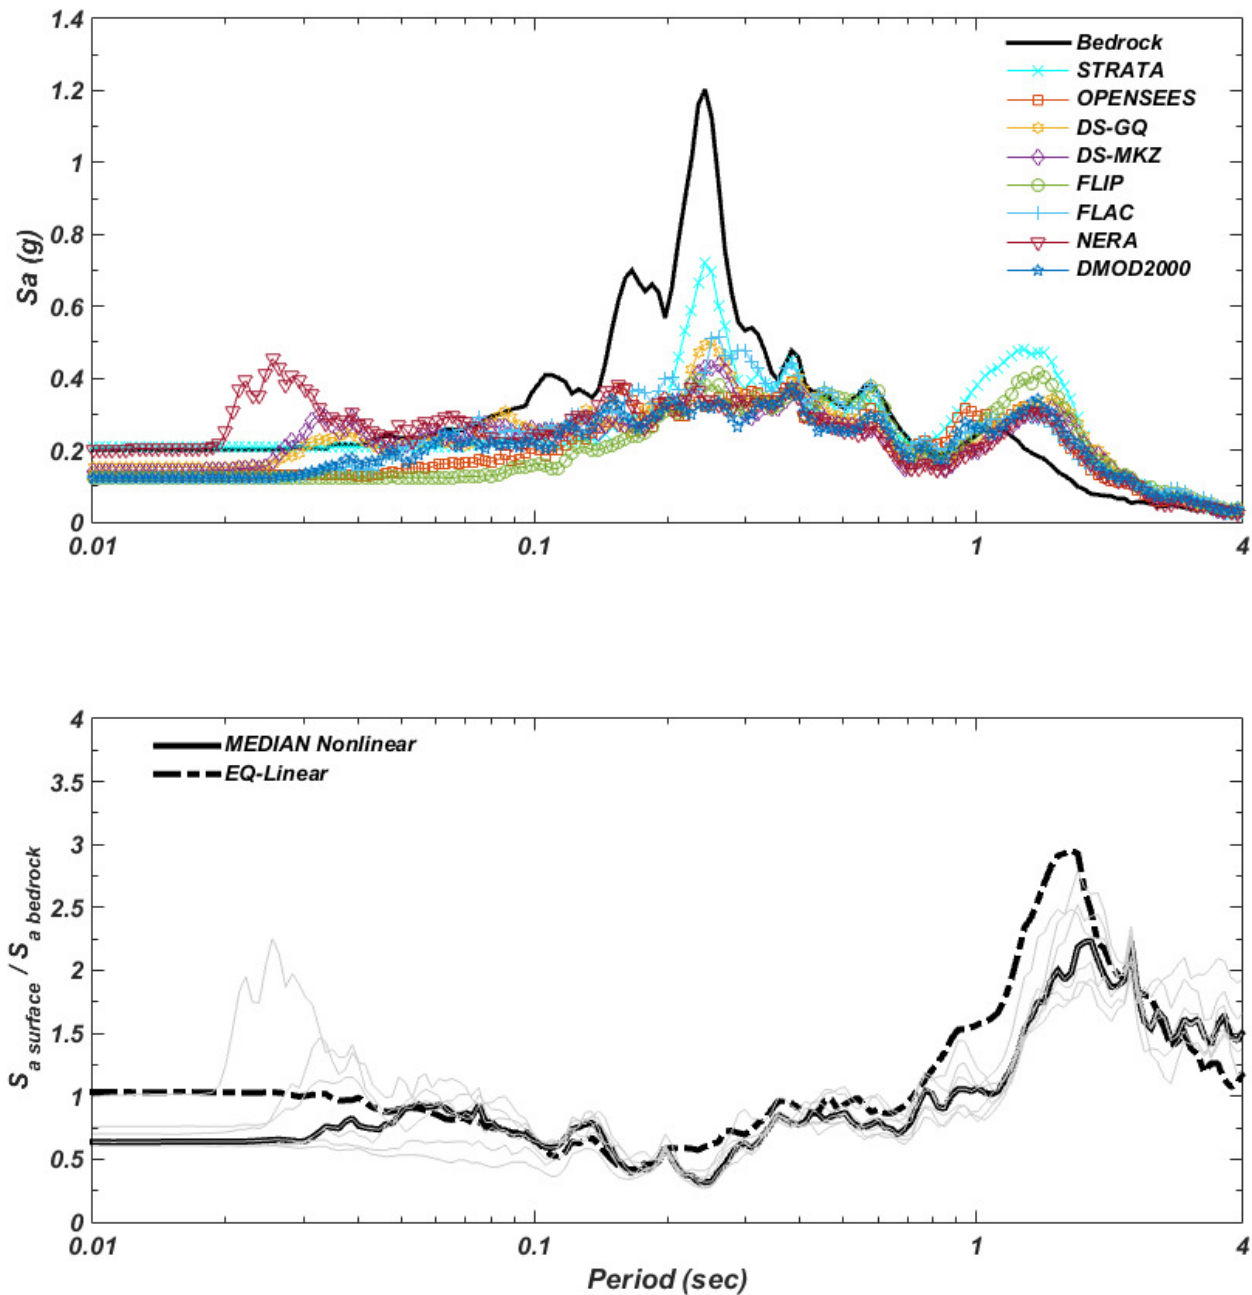 1.4
1.2
1
0.8
0.6
0.4
0.2
0
Sa (g)
Bedrock
STRATA
OPENSEES
DS-GQ
DS-MKZ
FLIP
FLAC
NERA
DMOD2000
0.01 0.1 1 4
4
3.5
3
2.5
2
1.5
1
0.5
0
S a surface / S a bedrock
MEDIAN Nonlinear
EQ-Linear
0.01 0.1 1 4
Period (sec)